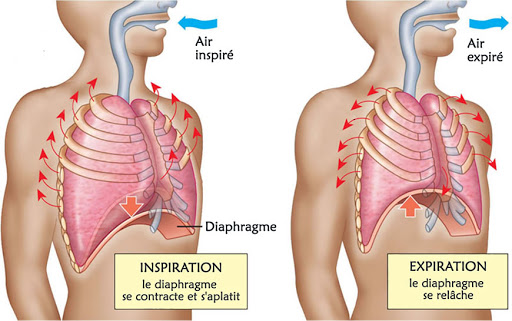 Air
inspiré
Diaphragme
INSPIRATION
le diaphragme
se contracte et s'aplatit
Air
expiré
EXPIRATION
le diaphragme
se relâche